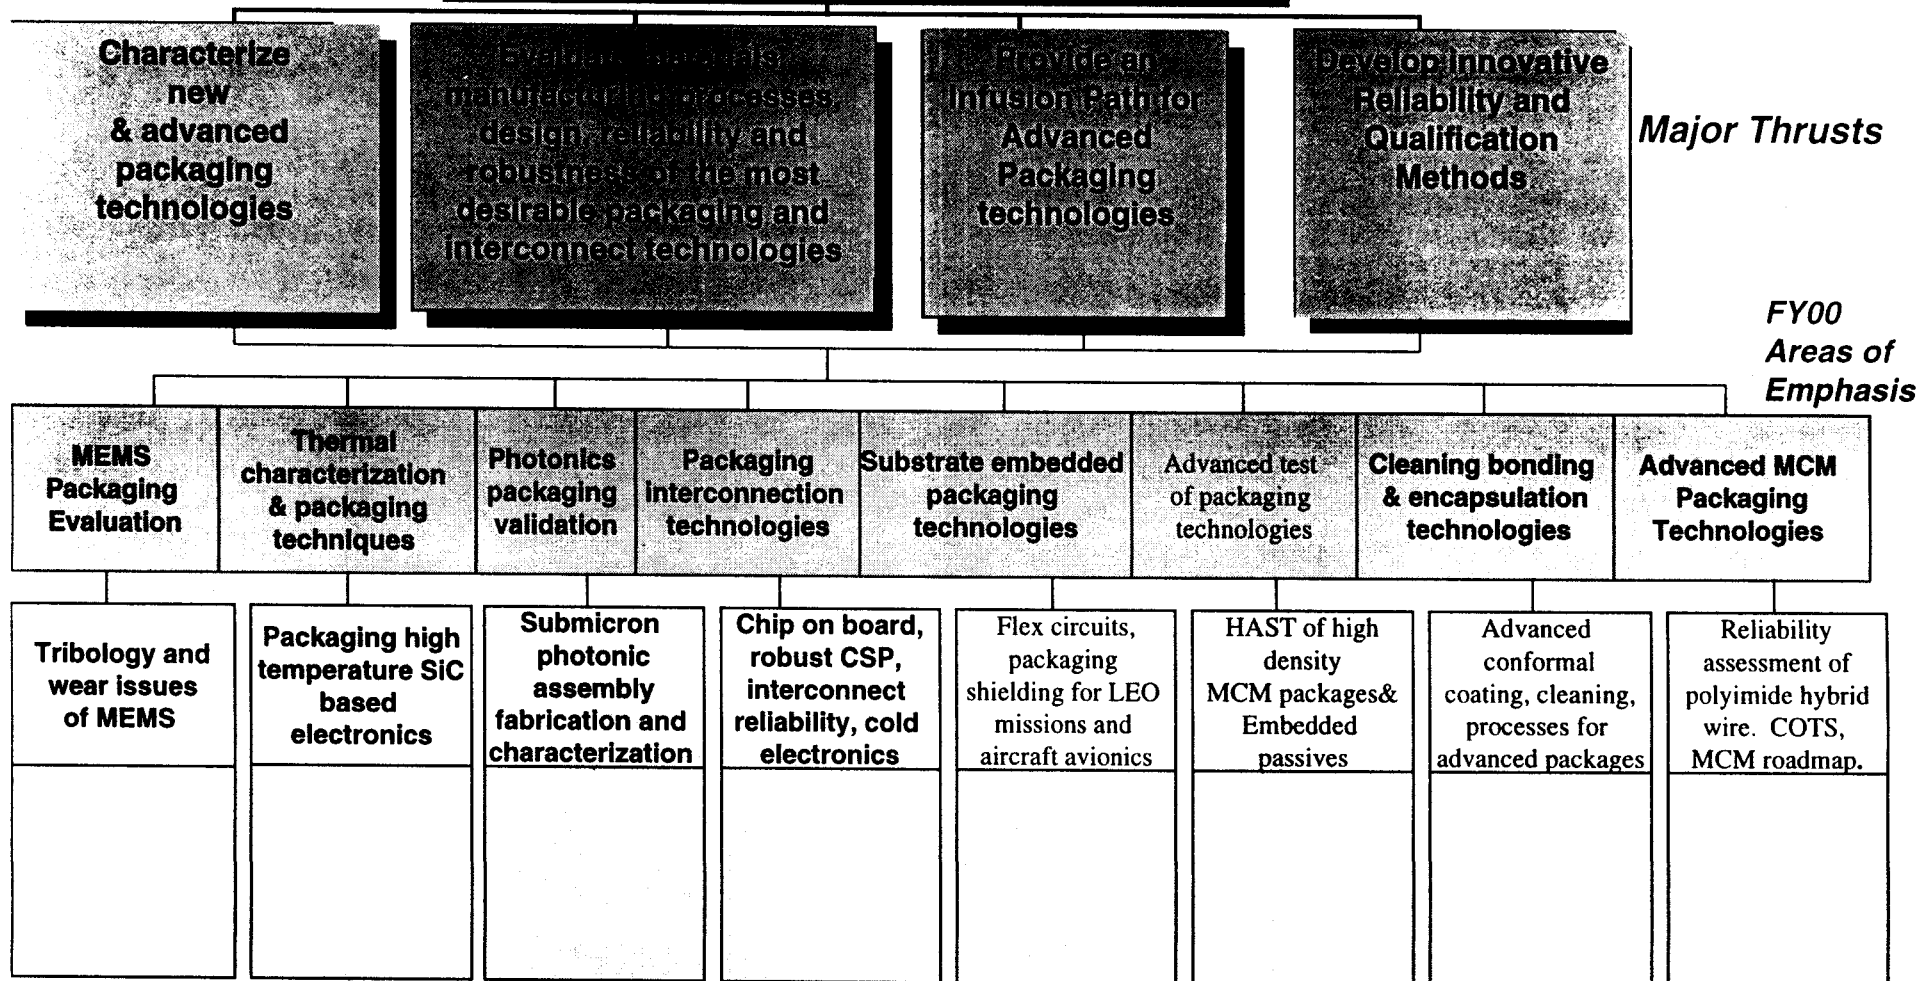 Characterize
new
& advanced
packaging
technologies
Evaluate materials,
manufacturing processes,
design, reliability and
robustness of the most
desirable packaging and
interconnect technologies
Provide an
Infusion Path for
Advanced
Packaging
technologies
Develop Innovative
Reliability and
Qualification
Methods
Major Thrusts
FY00
Areas of
Emphasis
MEMS
Packaging
Evaluation
Thermal
characterization
& packaging
techniques
Photonics
packaging
validation
Packaging
interconnection
technologies
Substrate embedded
packaging
technologies
Advanced test
of packaging
technologies
Cleaning bonding
& encapsulation
technologies
Advanced MCM
Packaging
Technologies
Tribology and
wear issues
of MEMS
Packaging high
temperature SiC
based
electronics
Submicron
photonic
assembly
fabrication and
characterization
Chip on board,
robust CSP,
interconnect
reliability, cold
electronics
Flex circuits,
packaging
shielding for LEO
missions and
aircraft avionics
HAST of high
density
MCM packages&
Embedded
passives
Advanced
conformal
coating, cleaning,
processes for
advanced packages
Reliability
assessment of
polyimide hybrid
wire. COTS,
MCM roadmap.